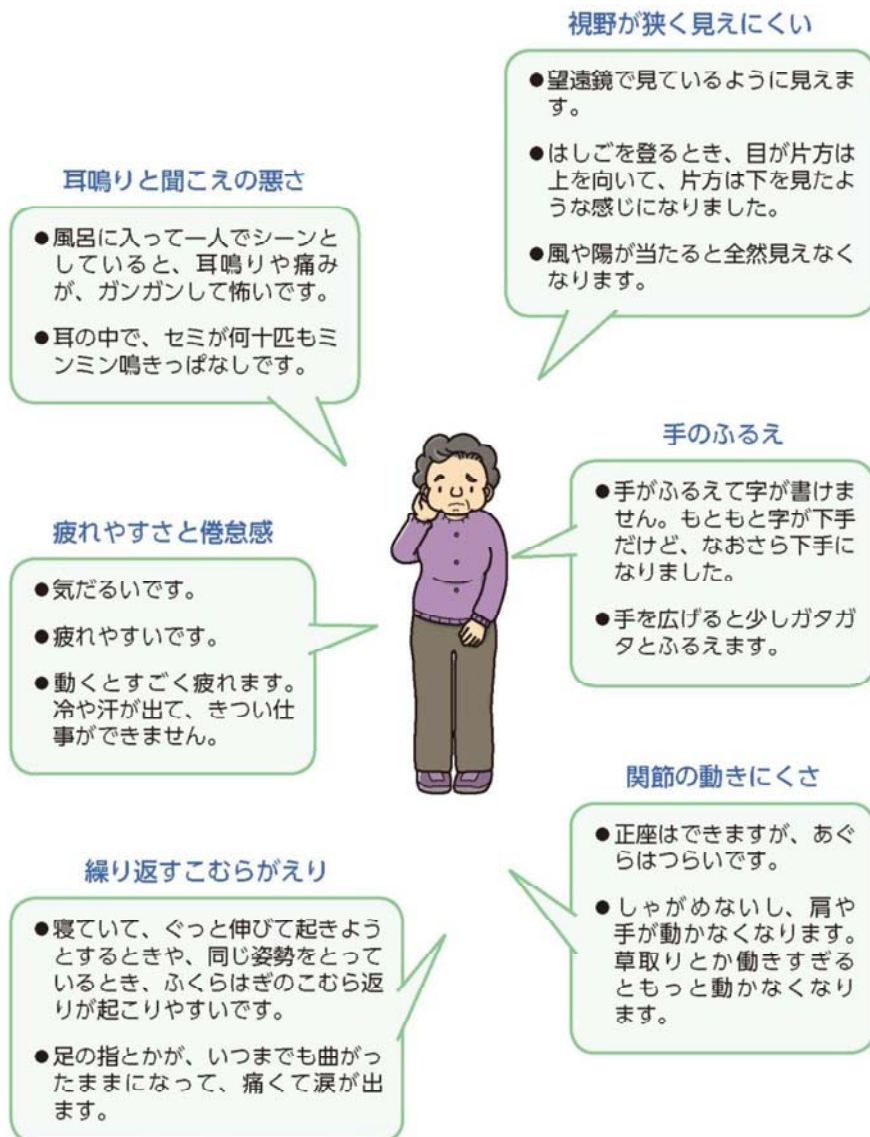 視野が狭く見えにくい
●望遠鏡で見ているように見えま
す。
●はしごを登るとき、目が片方は
上を向いて、片方は下を見たよ
うな感じになりました。
●風や陽が当たると全然見えなく
なります。
耳鳴りと聞こえの悪さ
●風呂に入って一人でシーンと
していると、耳鳴りや痛み
が、ガンガンして怖いです。
●耳の中で、セミが何十匹もミ
ンミン鳴きっぱなしです。
手のふるえ
●手がふるえて字が書けま
せん。もともと字が下手
だけど、なおさら下手に
なりました。
●手を広げると少しガタガ
タとふるえます。
疲れやすさと倦怠感
●気だるいです。
●疲れやすいです。
●動くとすごく疲れます。
冷や汗が出て、きつい仕
事ができません。
関節の動きにくさ
●正座はできますが、あぐ
らはつらいです。
●しゃがめないし、肩や
手が動かなくなります。
草取りとか働きすぎる
ともっと動かなくなり
ます。
繰り返すこむらがえり
●寝ていて、ぐっと伸びて起きよう
とするときや、同じ姿勢をとって
いるとき、ふくらはぎのこむら返
りが起こりやすいです。
●足の指とかが、いつまでも曲がっ
たままになって、痛くて涙が出
ます。